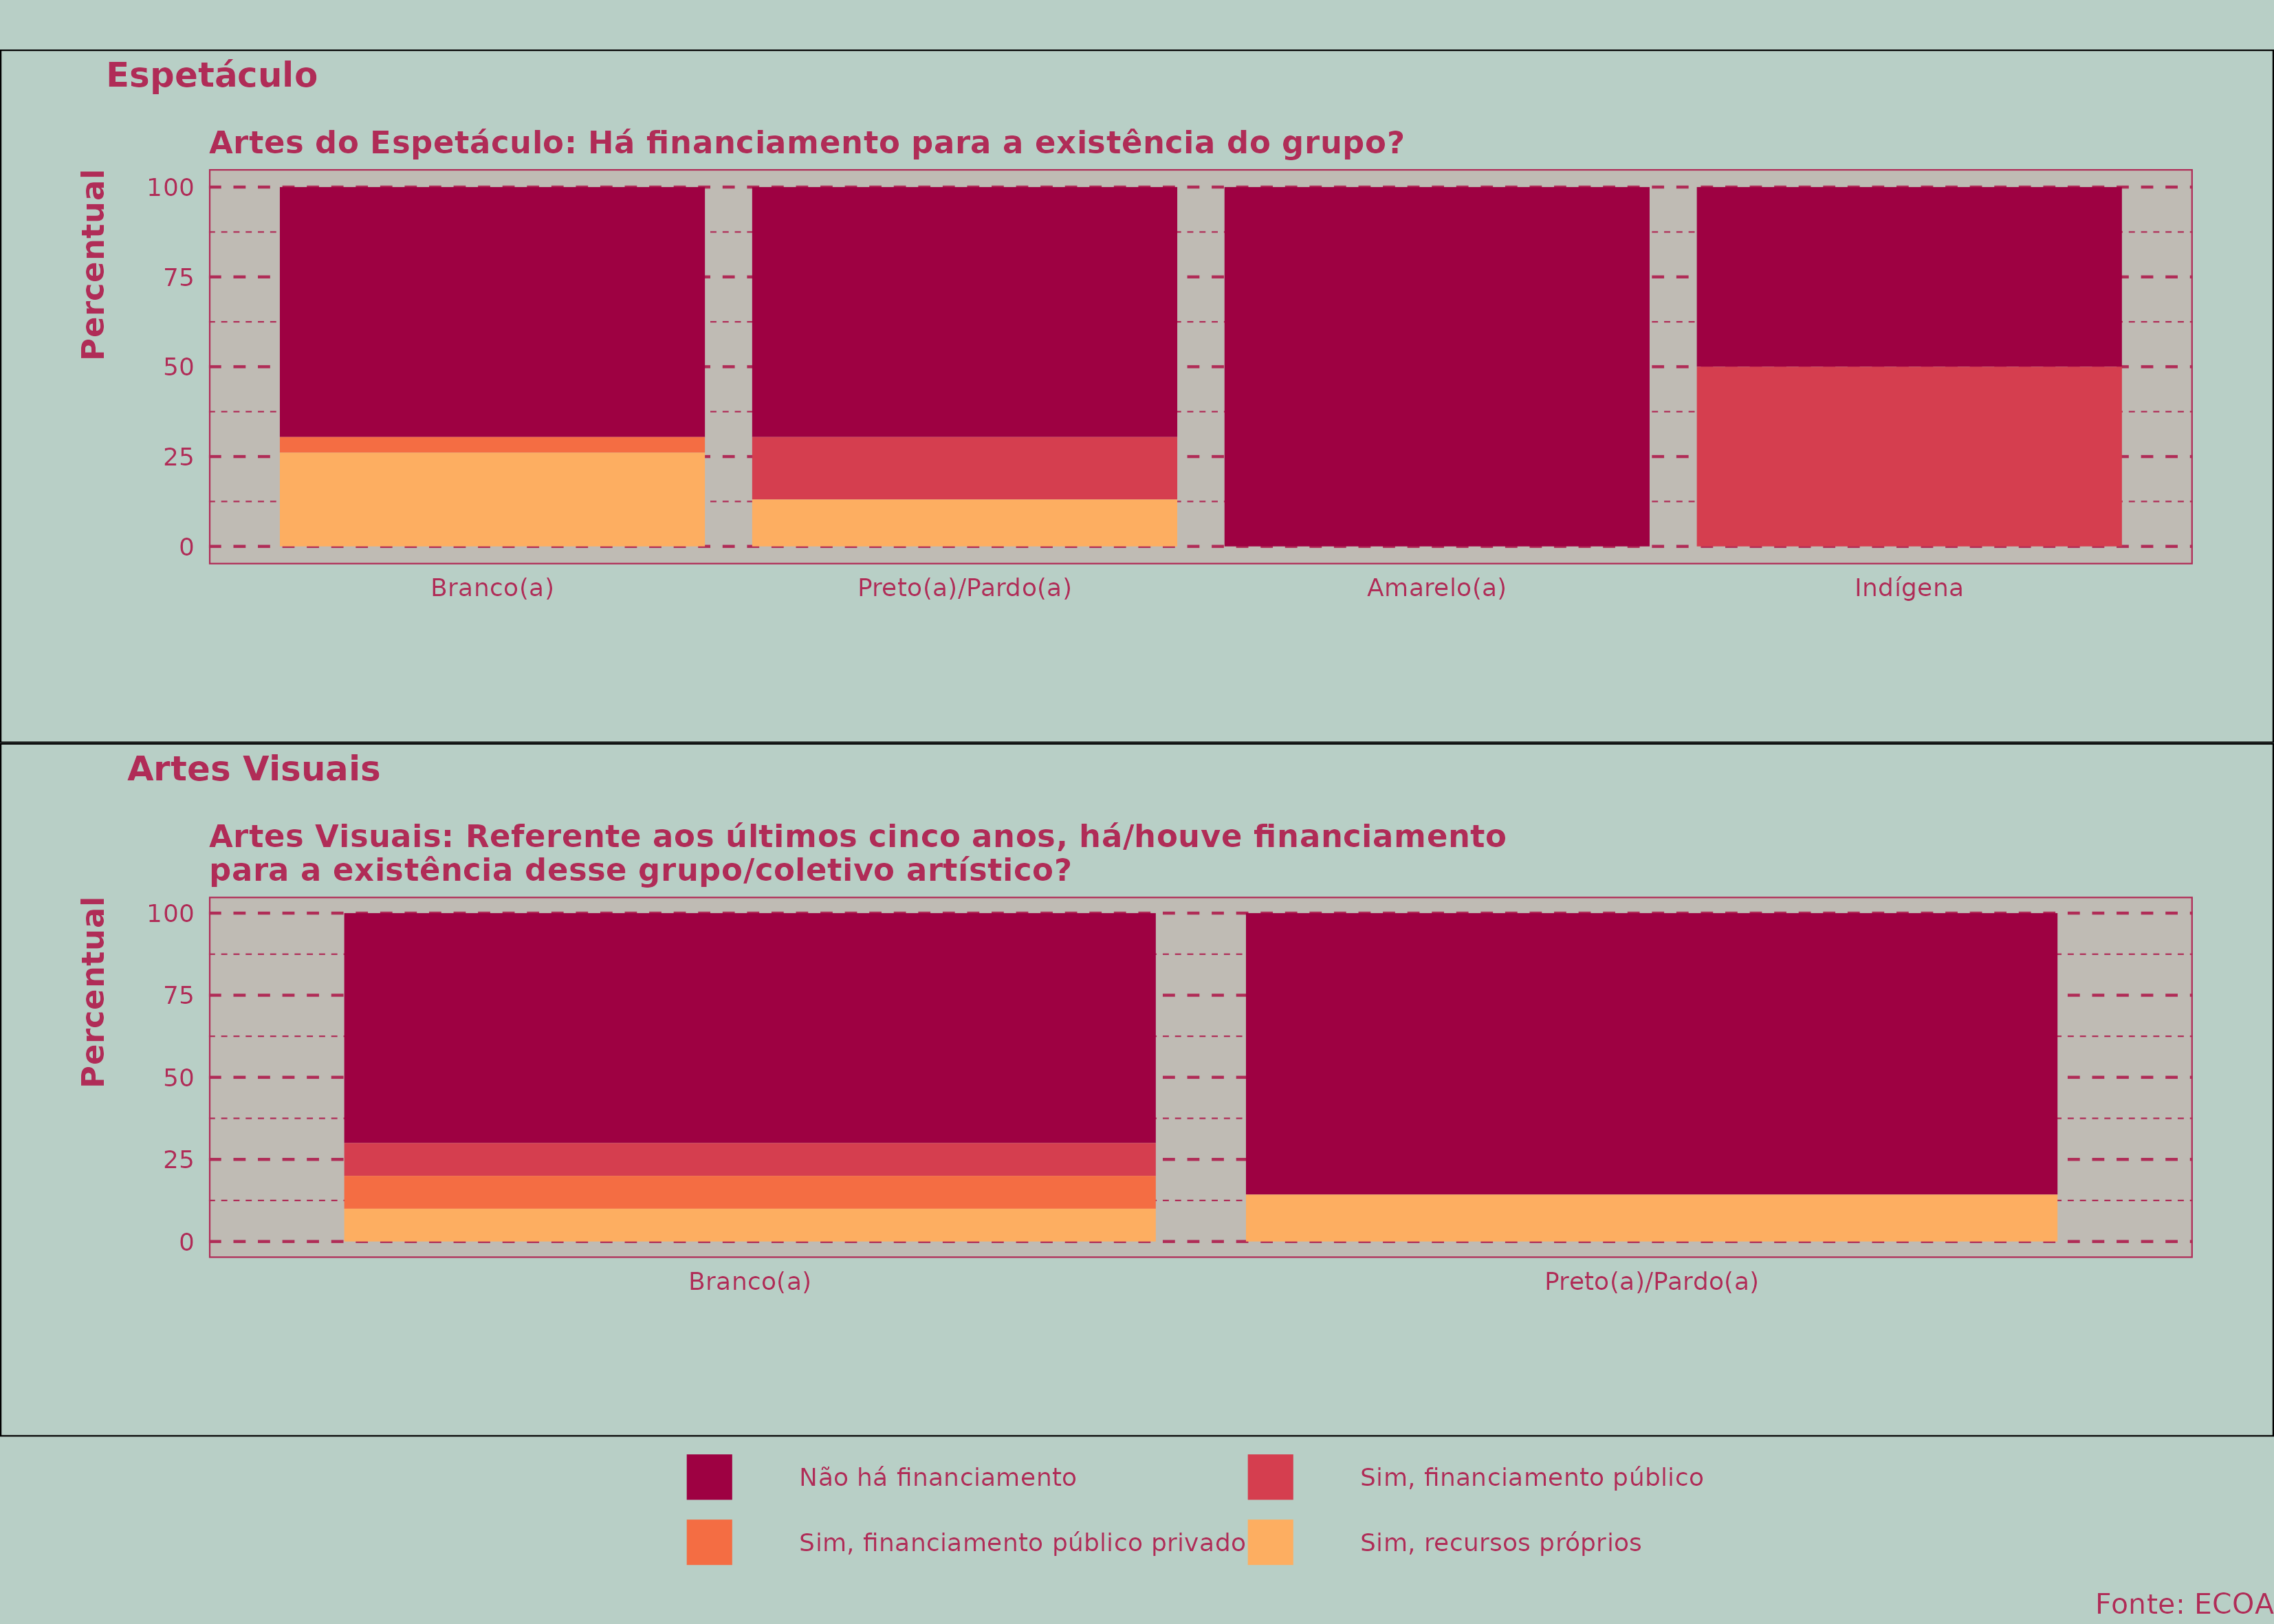 Espetáculo
Artes do Espetáculo: Há financiamento para a existência do grupo?
Percentual
100
75
50
25
0
Branco(a)
Preto(a)/Pardo(a)
Amarelo(a)
Indígena
Artes Visuais
Artes Visuais: Referente aos últimos cinco anos, há/houve financiamento
para a existência desse grupo/coletivo artístico?
Percentual
100
75
50
25
0
Branco(a)
Preto(a)/Pardo(a)
Não há financiamento
Sim, financiamento público
Sim, financiamento público privado
Sim, recursos próprios
Fonte: ECOA